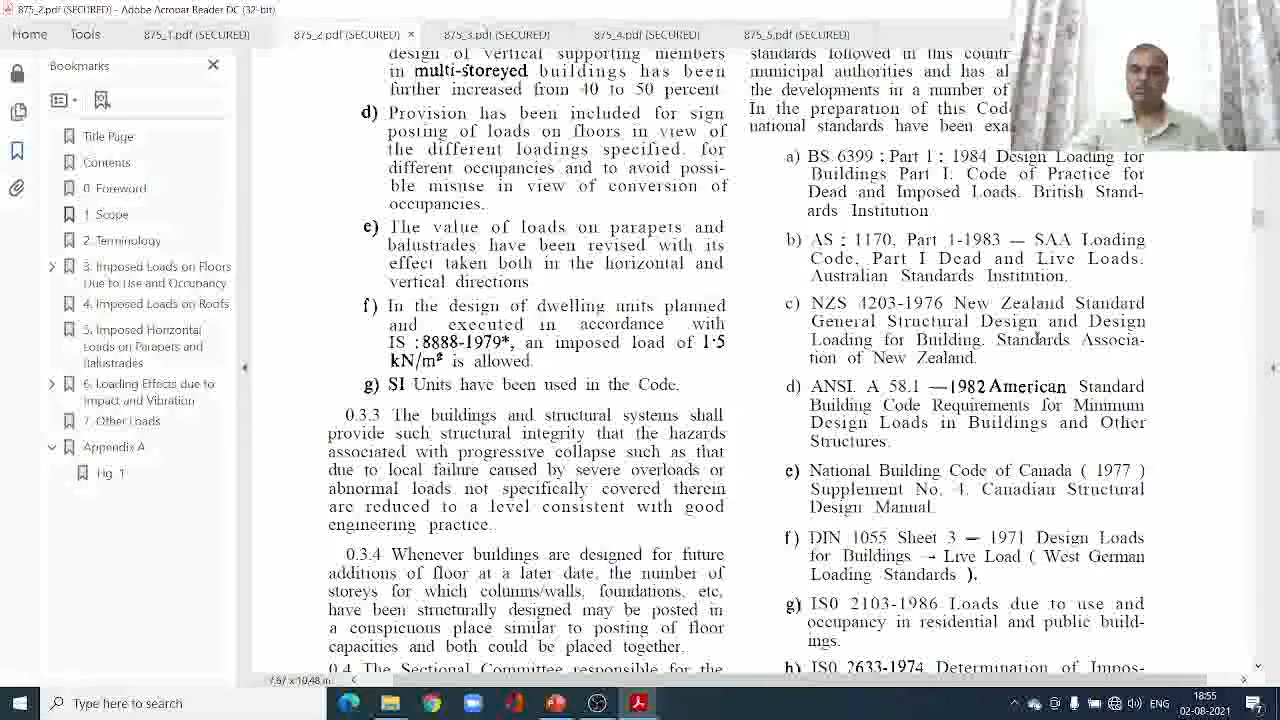 875_2.pdf (SECURED) - Adobe Acrobat Reader DC (32-bit)
Home Tools 875_1.pdf (SECURED) 875_2.pdf (SECURED) × 875_3.pdf (SECURED) 875_4.pdf (SECURED) 875_5.pdf (SECURED)
Bookmarks
Title Page
Contents
0. Foreword
1. Scope
2. Terminology
3. Imposed Loads on Floors
Due to Use and Occupancy
4. Imposed Loads on Roofs
5. Imposed Horizontal
Loads on Parapets and
Balustrades
6. Loading Effects due to
Impact and Vibration
7. Other Loads
Appendix A
Fig. 1
design of vertical supporting members
in multi-storeyed buildings has been
further increased from 40 to 50 percent.
d) Provision has been included for sign
posting of loads on floors in view of
the different loadings specified. for
different occupancies and to avoid possi-
ble misuse in view of conversion of
occupancies.
e) The value of loads on parapets and
balustrades have been revised with its
effect taken both in the horizontal and
vertical directions
f) In the design of dwelling units planned
and executed in accordance with
IS : 8888-1979*, an imposed load of 1·5
kN/m² is allowed.
g) SI Units have been used in the Code.
0.3.3 The buildings and structural systems shall
provide such structural integrity that the hazards
associated with progressive collapse such as that
due to local failure caused by severe overloads or
abnormal loads not specifically covered therein
are reduced to a level consistent with good
engineering practice.
0.3.4 Whenever buildings are designed for future
additions of floor at a later date, the number of
storeys for which columns/walls, foundations, etc,
have been structurally designed may be posted in
a conspicuous place similar to posting of floor
capacities and both could be placed together.
0.4 The Sectional Committee responsible for the
standards followed in this
municipal authorities and has
the developments in a number of
In the preparation of this
national standards have been
a) BS 6399 : Part 1 : 1984 Design Loading for
Buildings Part I. Code of Practice for
Dead and Imposed Loads. British Stand-
ards Institution
b) AS : 1170, Part 1-1983 — SAA Loading
Code, Part I Dead and Live Loads.
Australian Standards Institution.
c) NZS 4203-1976 New Zealand Standard
General Structural Design and Design
Loading for Building. Standards Associa-
tion of New Zealand.
d) ANSI. A 58.1 — 1982 American Standard
Building Code Requirements for Minimum
Design Loads in Buildings and Other
Structures.
e) National Building Code of Canada ( 1977 )
Supplement No. 4. Canadian Structural
Design Manual.
f) DIN 1055 Sheet 3 — 1971 Design Loads
for Buildings - Live Load ( West German
Loading Standards ).
g) IS0 2103-1986 Loads due to use and
occupancy in residential and public build-
ings.
h) IS0 2633-1974 Determination of Impos-
7.67 x 10.48 in
Type here to search
ENG
18:55
02-08-2021